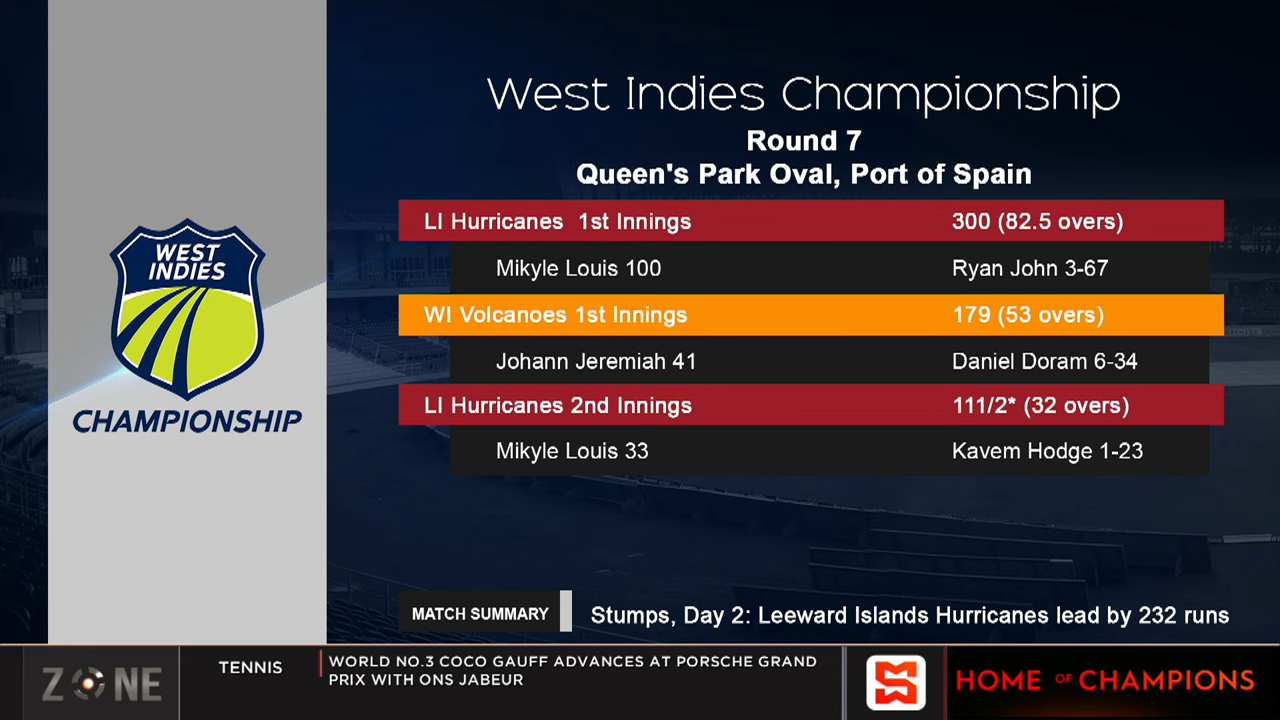 West Indies Championship
Round 7
Queen's Park Oval, Port of Spain
LI Hurricanes 1st Innings 300 (82.5 overs)
Mikyle Louis 100 Ryan John 3-67
WI Volcanoes 1st Innings 179 (53 overs)
Johann Jeremiah 41 Daniel Doram 6-34
LI Hurricanes 2nd Innings 111/2* (32 overs)
Mikyle Louis 33 Kavem Hodge 1-23
WEST
INDIES
CHAMPIONSHIP
MATCH SUMMARY Stumps, Day 2: Leeward Islands Hurricanes lead by 232 runs
ZONE
TENNIS
WORLD NO.3 COCO GAUFF ADVANCES AT PORSCHE GRAND
PRIX WITH ONS JABEUR
HOME OF CHAMPIONS